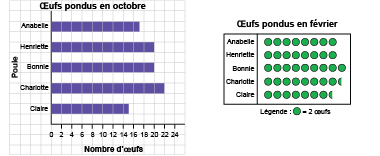 Œufs pondus en octobre
Anabelle
Henriette
Bonnie
Charlotte
Claire
Poule
0 2 4 6 8 10 12 14 16 18 20 22 24
Nombre d'œufs
Œufs pondus en février
Anabelle
Henriette
Bonnie
Charlotte
Claire
Légende : = 2 œufs